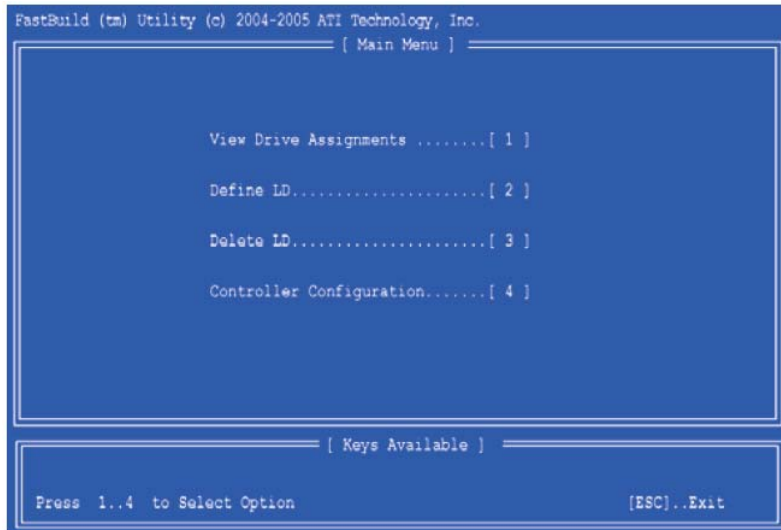 FastBuild (tm) Utility (c) 2004-2005 ATI Technology, Inc.
[ Main Menu ]
View Drive Assignments ........[ 1 ]
Define LD......................[ 2 ]
Delete LD......................[ 3 ]
Controller Configuration.......[ 4 ]
[ Keys Available ]
Press 1..4 to Select Option [ESC]..Exit